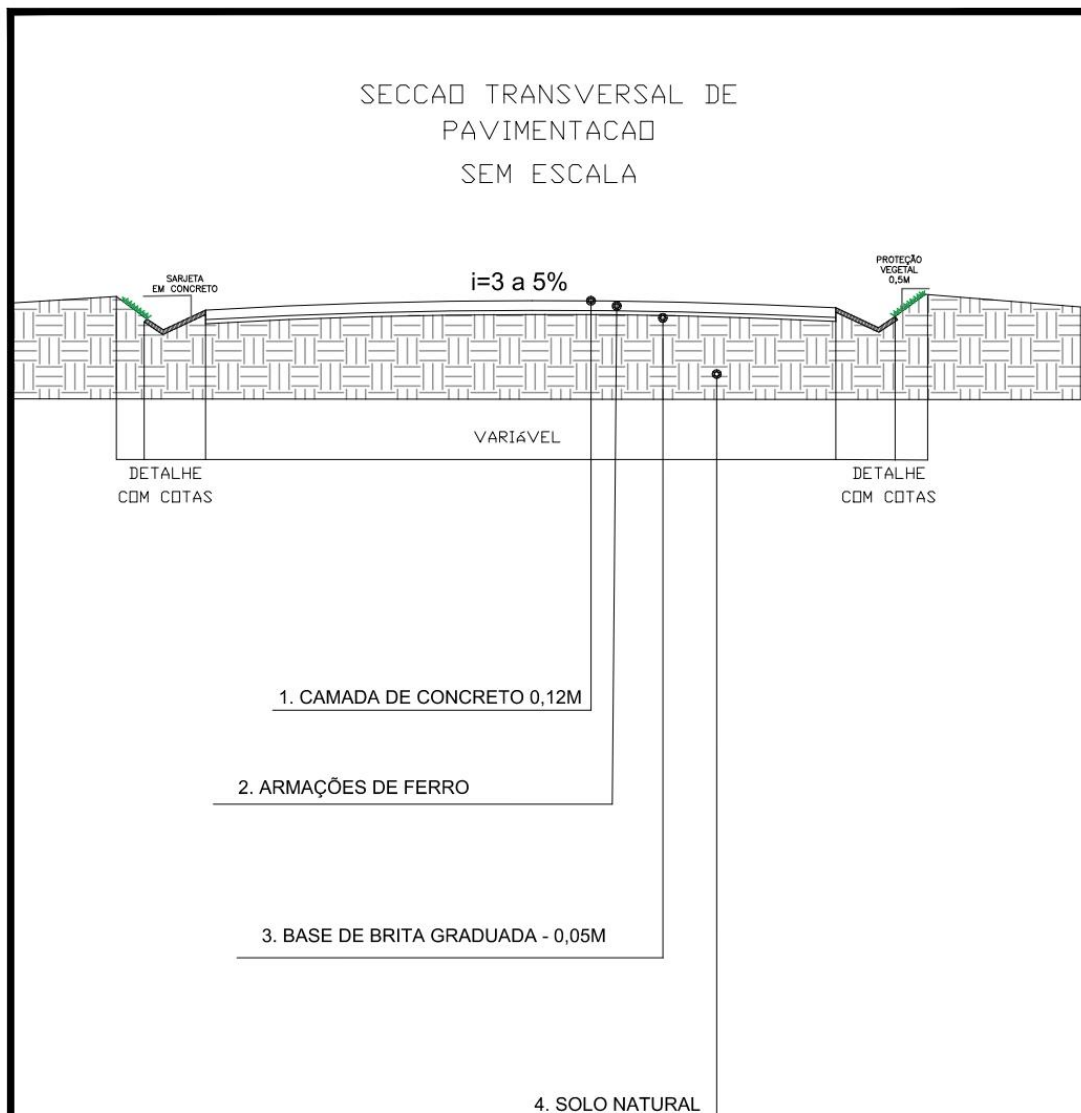 SECCAO TRANSVERSAL DE
PAVIMENTACAO
SEM ESCALA
SARJETA
EM CONCRETO
i=3 a 5%
PROTEÇÃO
VEGETAL
0,5M
VARIáVEL
DETALHE
COM COTAS
DETALHE
COM COTAS
1. CAMADA DE CONCRETO 0,12M
2. ARMAÇÕES DE FERRO
3. BASE DE BRITA GRADUADA - 0,05M
4. SOLO NATURAL